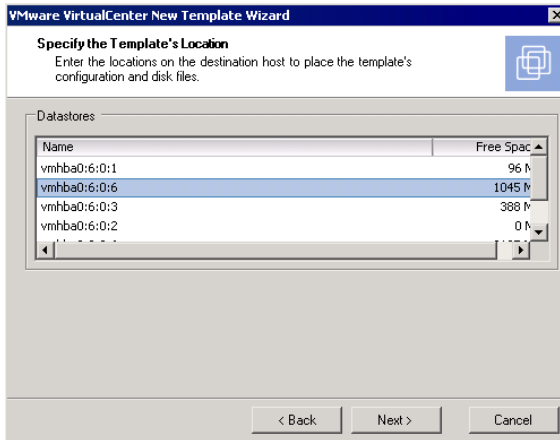 VMware VirtualCenter New Template Wizard
Specify the Template's Location
Enter the locations on the destination host to place the template's
configuration and disk files.
Datastores
Name Free Spac
vmhba0:6:0:1 96 M
vmhba0:6:0:6 1045 M
vmhba0:6:0:3 388 M
vmhba0:6:0:2 0 M
< Back Next > Cancel